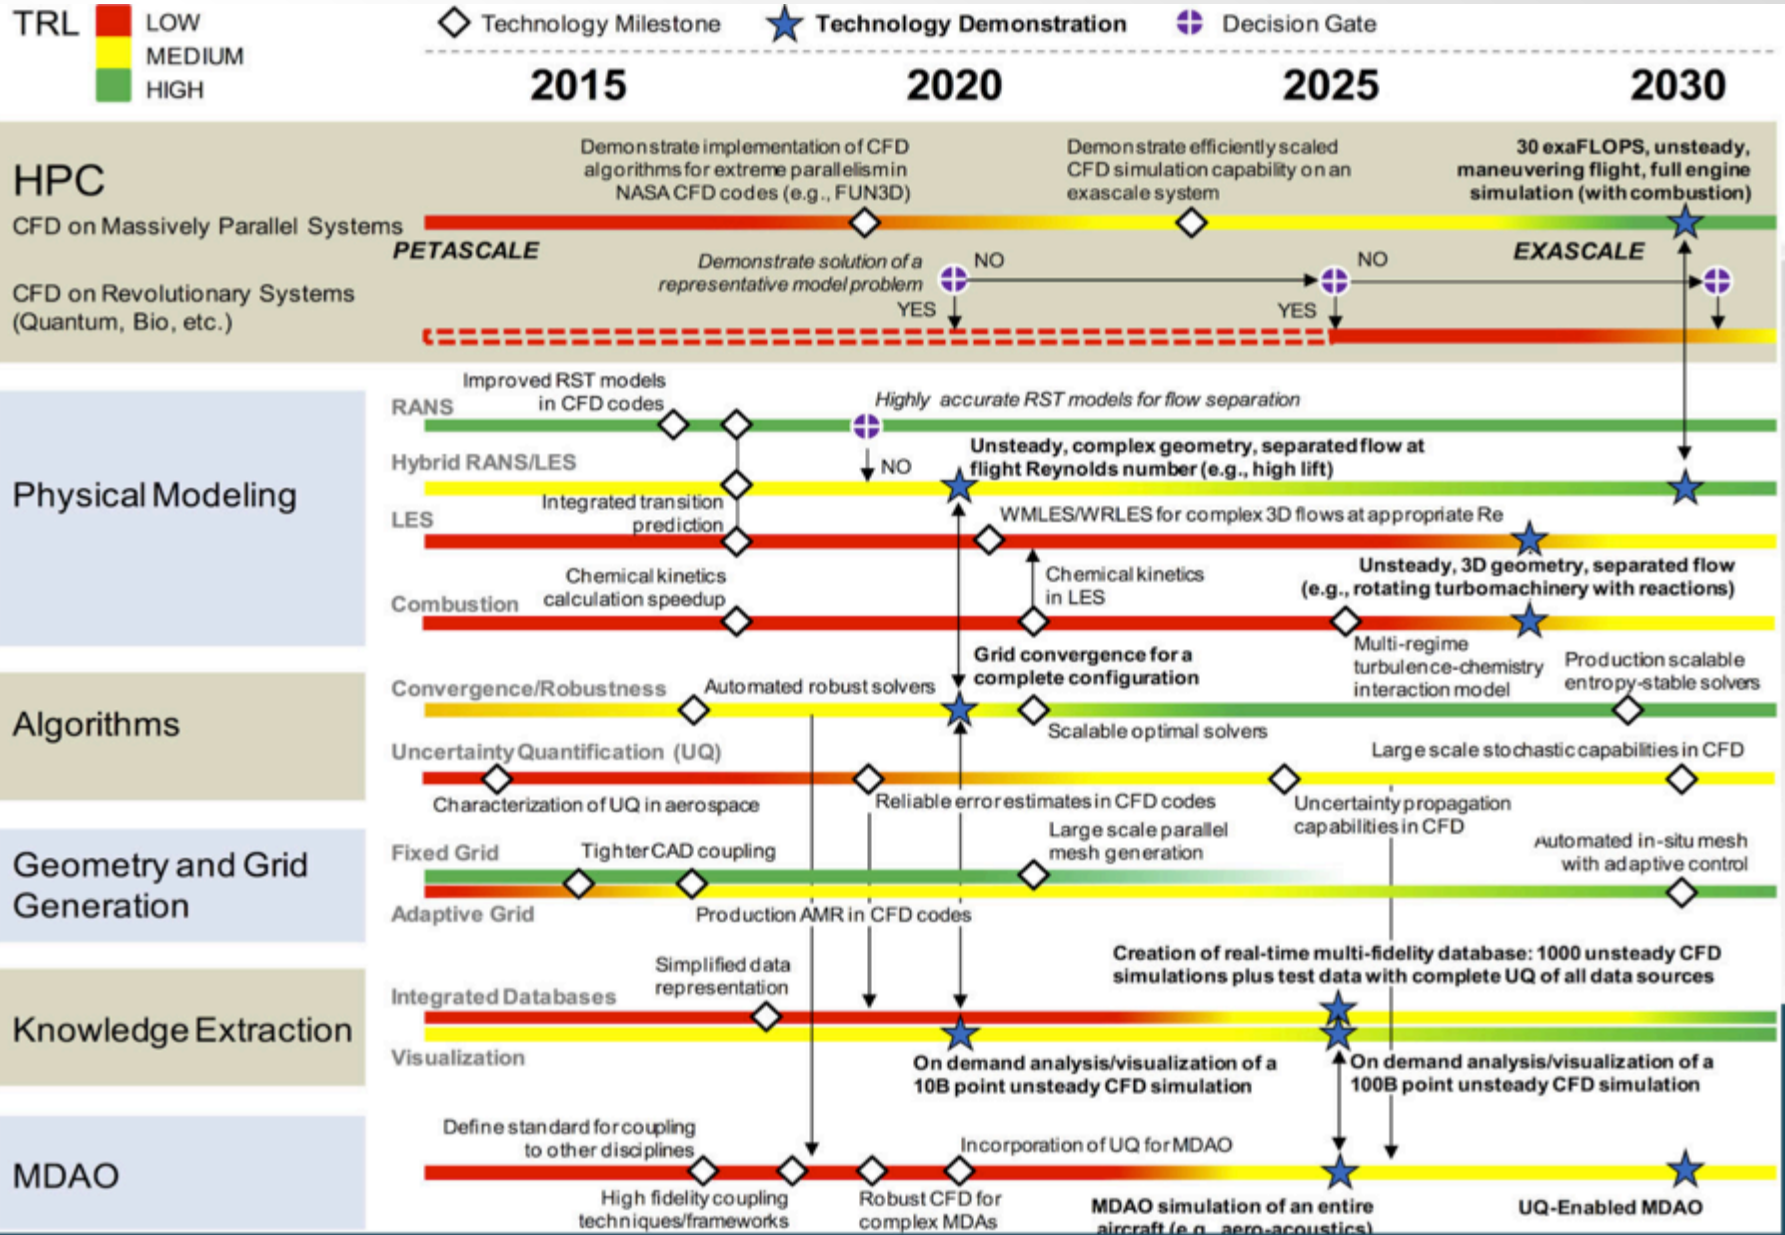 TRL
LOW
MEDIUM
HIGH
Technology Milestone
Technology Demonstration
Decision Gate
2015
2020
2025
2030
HPC
CFD on Massively Parallel Systems
CFD on Revolutionary Systems
(Quantum, Bio, etc.)
Demonstrate implementation of CFD
algorithms for extreme parallelism in
NASA CFD codes (e.g., FUN3D)
Demonstrate efficiently scaled
CFD simulation capability on an
exascale system
30 exaFLOPS, unsteady,
maneuvering flight, full engine
simulation (with combustion)
PETASCALE
EXASCALE
Demonstrate solution of a
representative model problem
NO
YES
NO
YES
Physical Modeling
RANS
Improved RST models
in CFD codes
Highly accurate RST models for flow separation
Hybrid RANS/LES
NO
Unsteady, complex geometry, separated flow at
flight Reynolds number (e.g., high lift)
LES
Integrated transition
prediction
WMLES/WRLES for complex 3D flows at appropriate Re
Unsteady, 3D geometry, separated flow
(e.g., rotating turbomachinery with reactions)
Combustion
Chemical kinetics
calculation speedup
Chemical kinetics
in LES
Multi-regime
turbulence-chemistry
interaction model
Algorithms
Convergence/Robustness
Automated robust solvers
Grid convergence for a
complete configuration
Scalable optimal solvers
Production scalable
entropy-stable solvers
Uncertainty Quantification (UQ)
Characterization of UQ in aerospace
Reliable error estimates in CFD codes
Uncertainty propagation
capabilities in CFD
Large scale stochastic capabilities in CFD
Geometry and Grid
Generation
Fixed Grid
Tighter CAD coupling
Large scale parallel
mesh generation
Automated in-situ mesh
with adaptive control
Adaptive Grid
Production AMR in CFD codes
Knowledge Extraction
Integrated Databases
Simplified data
representation
Creation of real-time multi-fidelity database: 1000 unsteady CFD
simulations plus test data with complete UQ of all data sources
Visualization
On demand analysis/visualization of a
10B point unsteady CFD simulation
On demand analysis/visualization of a
100B point unsteady CFD simulation
MDAO
Define standard for coupling
to other disciplines
High fidelity coupling
techniques/frameworks
Robust CFD for
complex MDAs
Incorporation of UQ for MDAO
MDAO simulation of an entire
aircraft (e.g., aero-acoustics)
UQ-Enabled MDAO